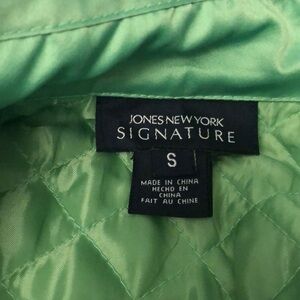 JONES NEW YORK
SIGNATURE
S
MADE IN CHINA
HECHO EN
CHINA
FAIT AU CHINE